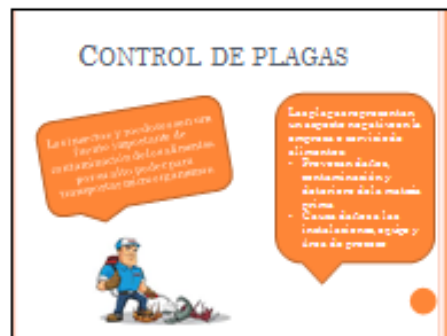 CONTROL DE PLAGAS
Los insectos y roedores son una
fuente importante de
contaminación de los alimentos
por su alto poder para
transportar microorganismos
Las plagas representan
un aspecto negativo en la
empresa o servicio de
alimentos
- Provocan daños,
contaminación y
deterioro de la materia
prima
- Causa daños a las
instalaciones, equipo y
área de proceso